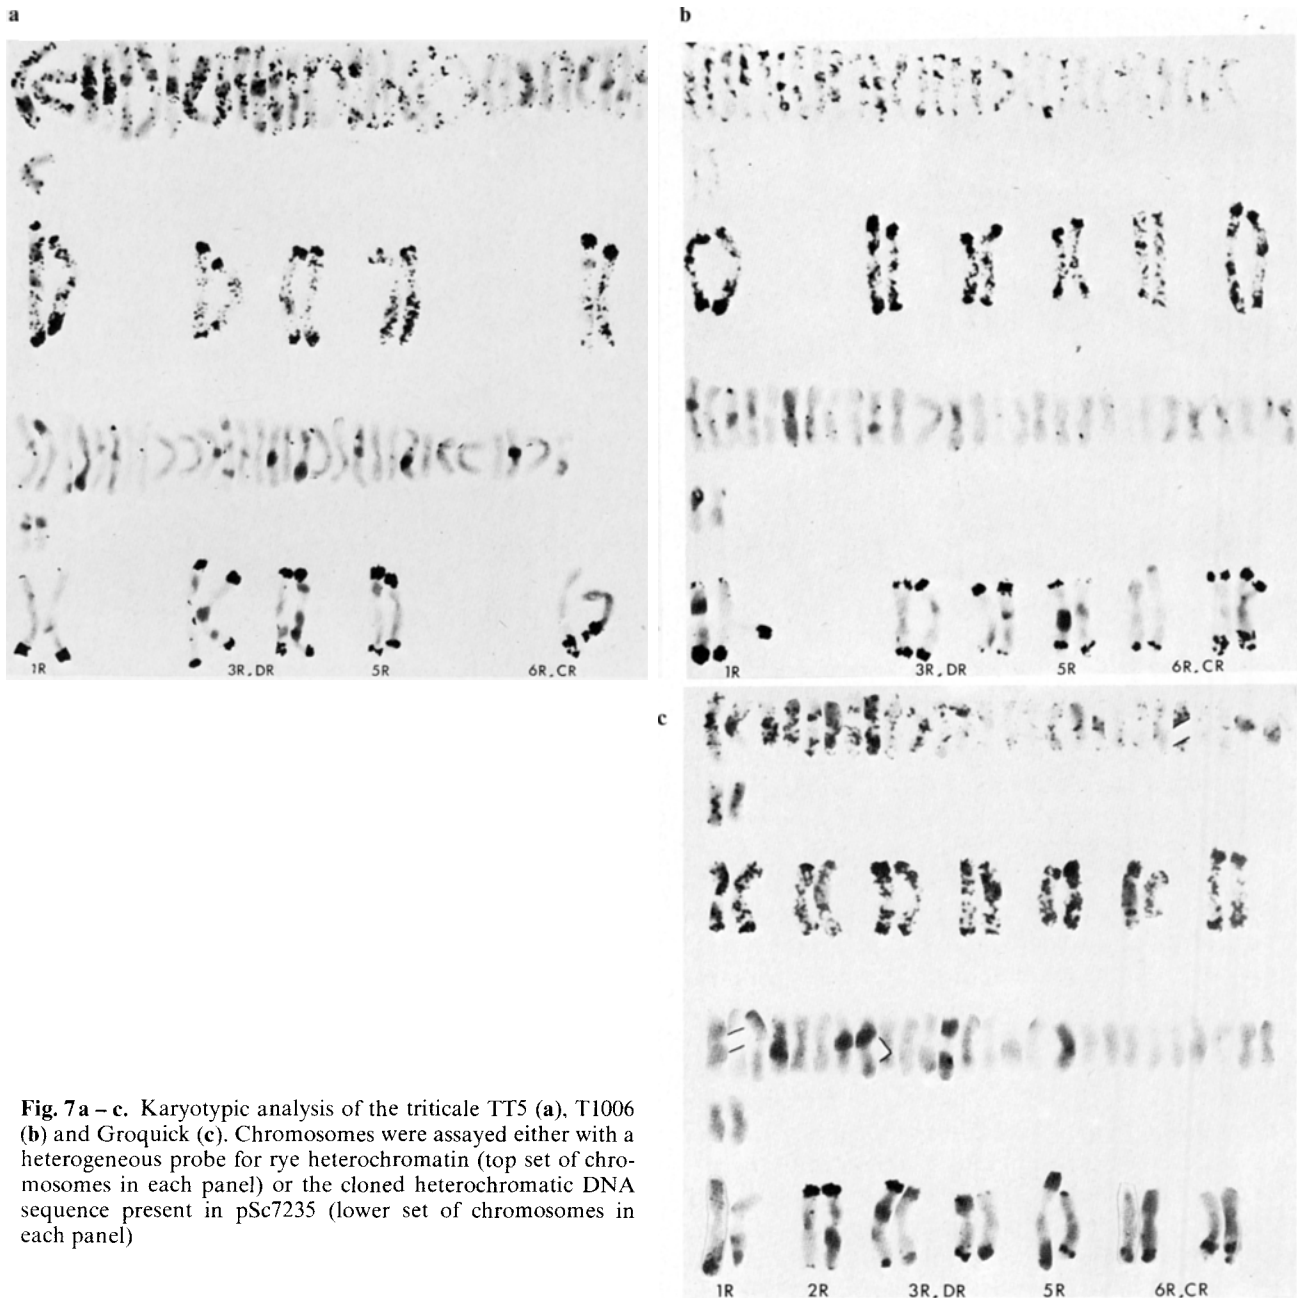 a
b
1R 3R, DR 5R 6R, CR
1R 3R, DR 5R 6R, CR
c
1R 2R 3R, DR 5R 6R, CR
Fig. 7a – c. Karyotypic analysis of the triticale TT5 (a), T1006
(b) and Groquick (c). Chromosomes were assayed either with a
heterogeneous probe for rye heterochromatin (top set of chro-
mosomes in each panel) or the cloned heterochromatic DNA
sequence present in pSc7235 (lower set of chromosomes in
each panel)